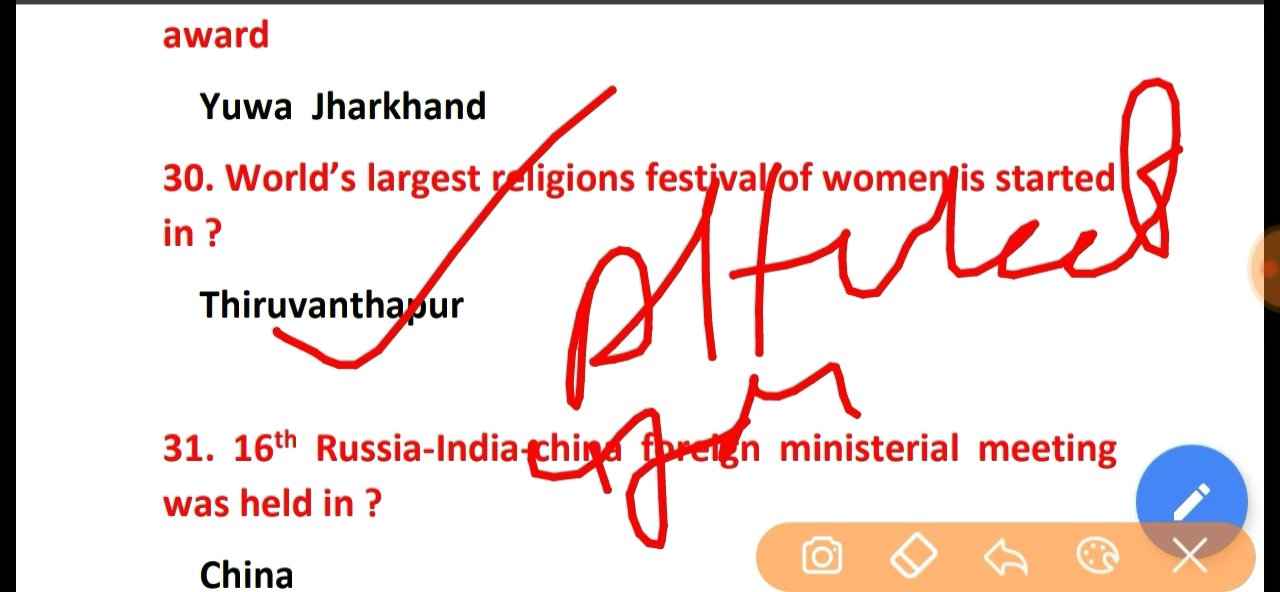 award
Yuwa Jharkhand
30. World’s largest religions festival of women is started
in ?
Thiruvanthapur
31. 16th Russia-India-china foreign ministerial meeting
was held in ?
China